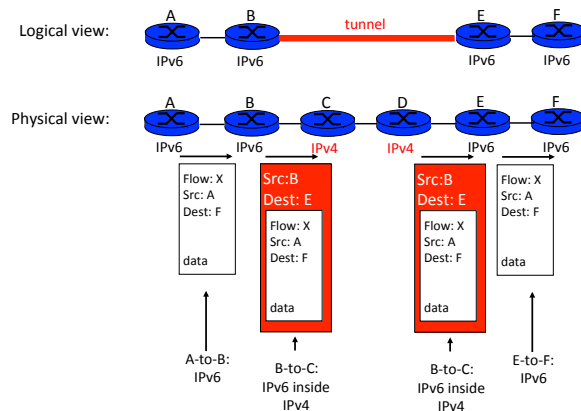 Logical view:
A B tunnel E F
IPv6 IPv6 IPv6 IPv6
Physical view:
A B C D E F
IPv6 IPv6 IPv4 IPv4 IPv6 IPv6
Flow: X
Src: A
Dest: F
data
Src:B
Dest: E
Flow: X
Src: A
Dest: F
data
Src:B
Dest: E
Flow: X
Src: A
Dest: F
data
Flow: X
Src: A
Dest: F
data
A-to-B:
IPv6
B-to-C:
IPv6 inside
IPv4
B-to-C:
IPv6 inside
IPv4
E-to-F:
IPv6